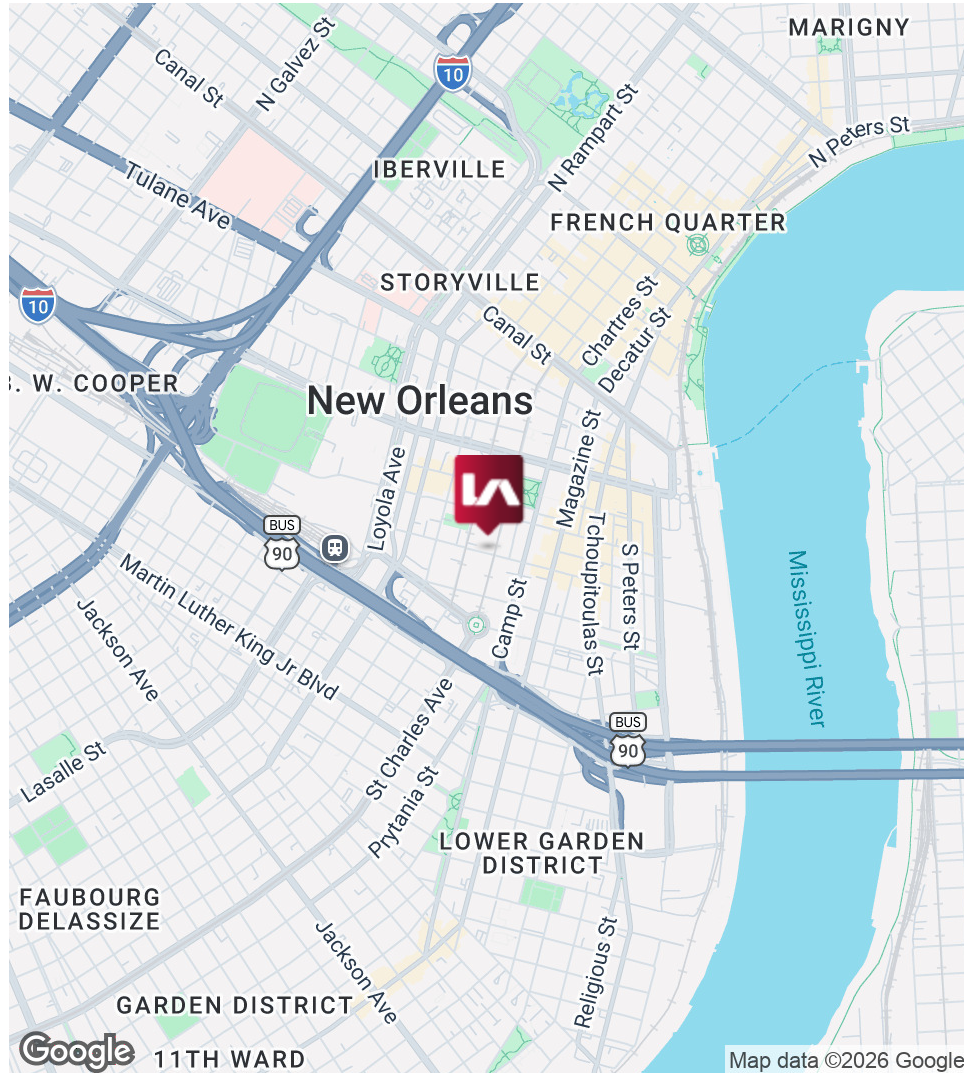 MARIGNY
10
Canal St
N Galvez St
N Rampart St
N Peters St
IBERVILLE
Tulane Ave
FRENCH QUARTER
STORYVILLE
10
Canal St
Chartres St
Decatur St
B. W. COOPER
New Orleans
Loyola Ave
Magazine St
Tchoupitoulas St
S Peters St
BUS
90
Mississippi River
Martin Luther King Jr Blvd
Jackson Ave
Camp St
St Charles Ave
Prytania St
BUS
90
Lasalle St
LOWER GARDEN
DISTRICT
FAUBOURG
DELASSIZE
Jackson Ave
Religious St
GARDEN DISTRICT
11TH WARD
Google
Map data ©2026 Google